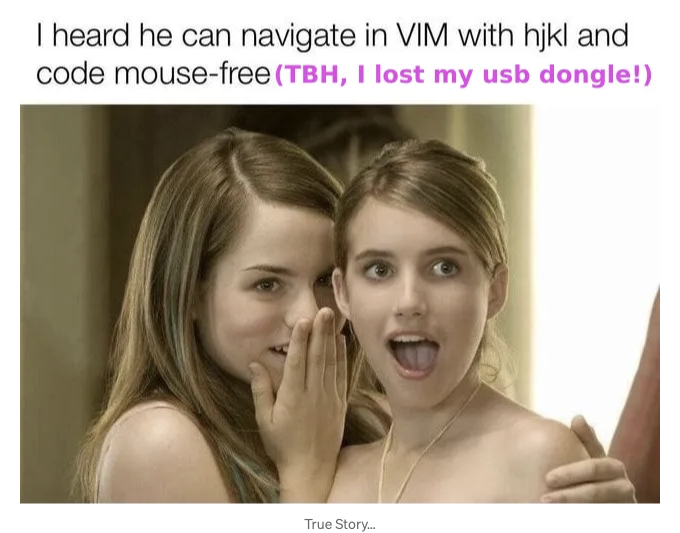 I heard he can navigate in VIM with hjkl and
code mouse-free (TBH, I lost my usb dongle!)
True Story...